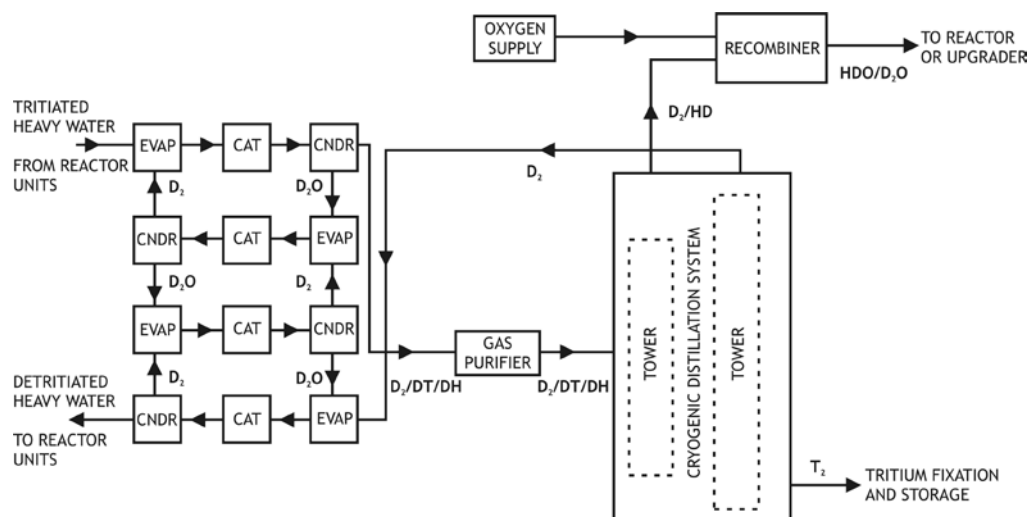 OXYGEN
SUPPLY
RECOMBINER
TO REACTOR
OR UPGRADER
HDO/D₂O
D₂/HD
TRITIATED
HEAVY WATER
FROM REACTOR
UNITS
EVAP
CAT
CNDR
D₂
D₂O
D₂
CNDR
CAT
EVAP
D₂O
D₂
EVAP
CAT
CNDR
D₂
D₂O
DETRITIATED
HEAVY WATER
TO REACTOR
UNITS
CNDR
CAT
EVAP
D₂/DT/DH
GAS
PURIFIER
D₂/DT/DH
TOWER
CRYOGENIC DISTILLATION SYSTEM
TOWER
T₂
TRITIUM FIXATION
AND STORAGE